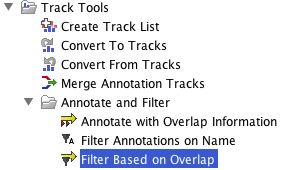 Track Tools
Create Track List
Convert To Tracks
Convert From Tracks
Merge Annotation Tracks
Annotate and Filter
Annotate with Overlap Information
Filter Annotations on Name
Filter Based on Overlap